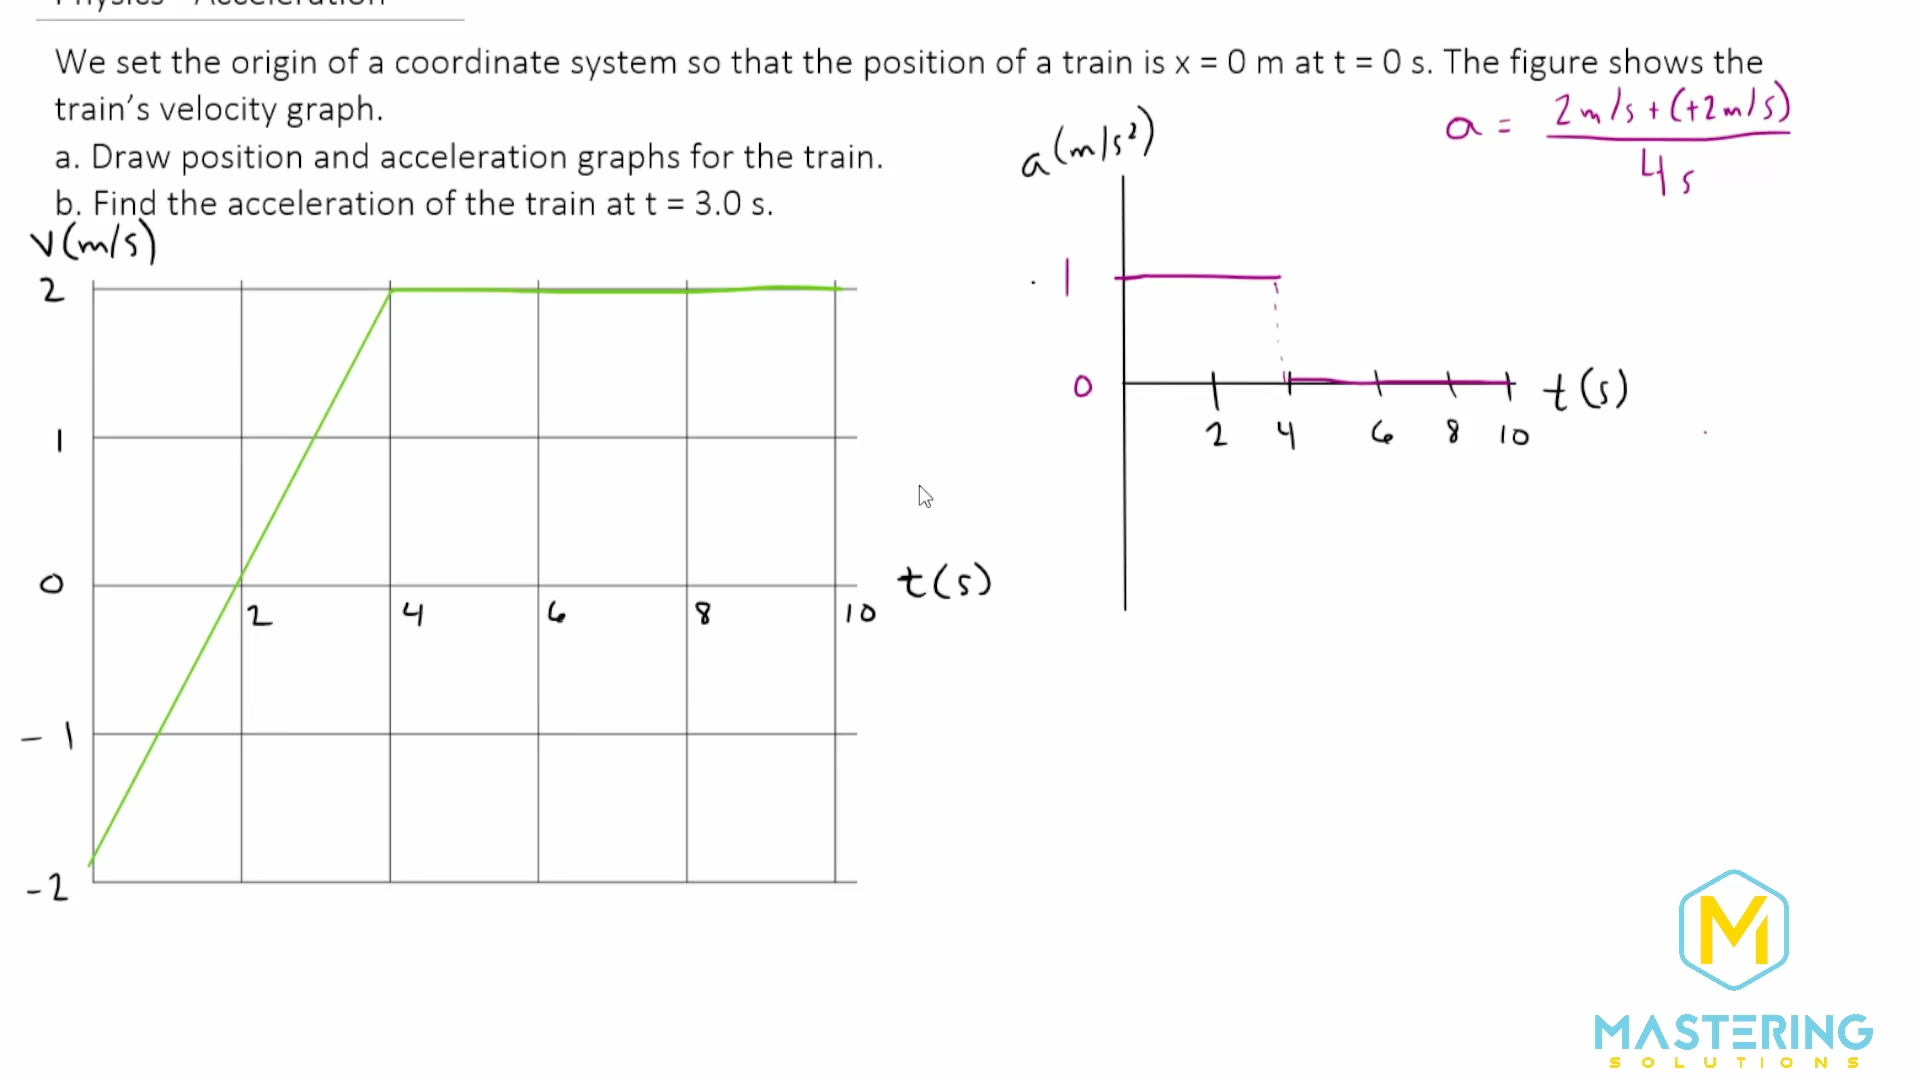 Physics – Acceleration
We set the origin of a coordinate system so that the position of a train is x = 0 m at t = 0 s. The figure shows the
train’s velocity graph.
a. Draw position and acceleration graphs for the train.
b. Find the acceleration of the train at t = 3.0 s.
v(m/s)
2
1
0
-1
-2
2 4 6 8 10
t(s)
a(m/s²)
1
0
2 4 6 8 10
t(s)
a = 2m/s + (+2m/s)
4s
M
MASTERING
SOLUTIONS